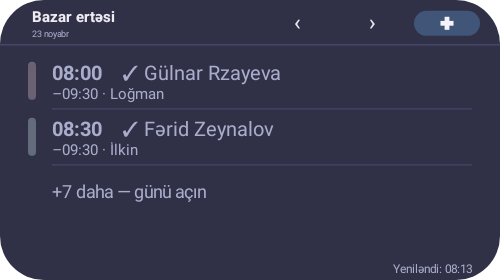 Bazar ertəsi
23 noyabr
‹ › +
08:00 ✓ Gülnar Rzayeva
–09:30 · Loğman
08:30 ✓ Fərid Zeynalov
–09:30 · İlkin
+7 daha — günü açın
Yeniləndi: 08:13